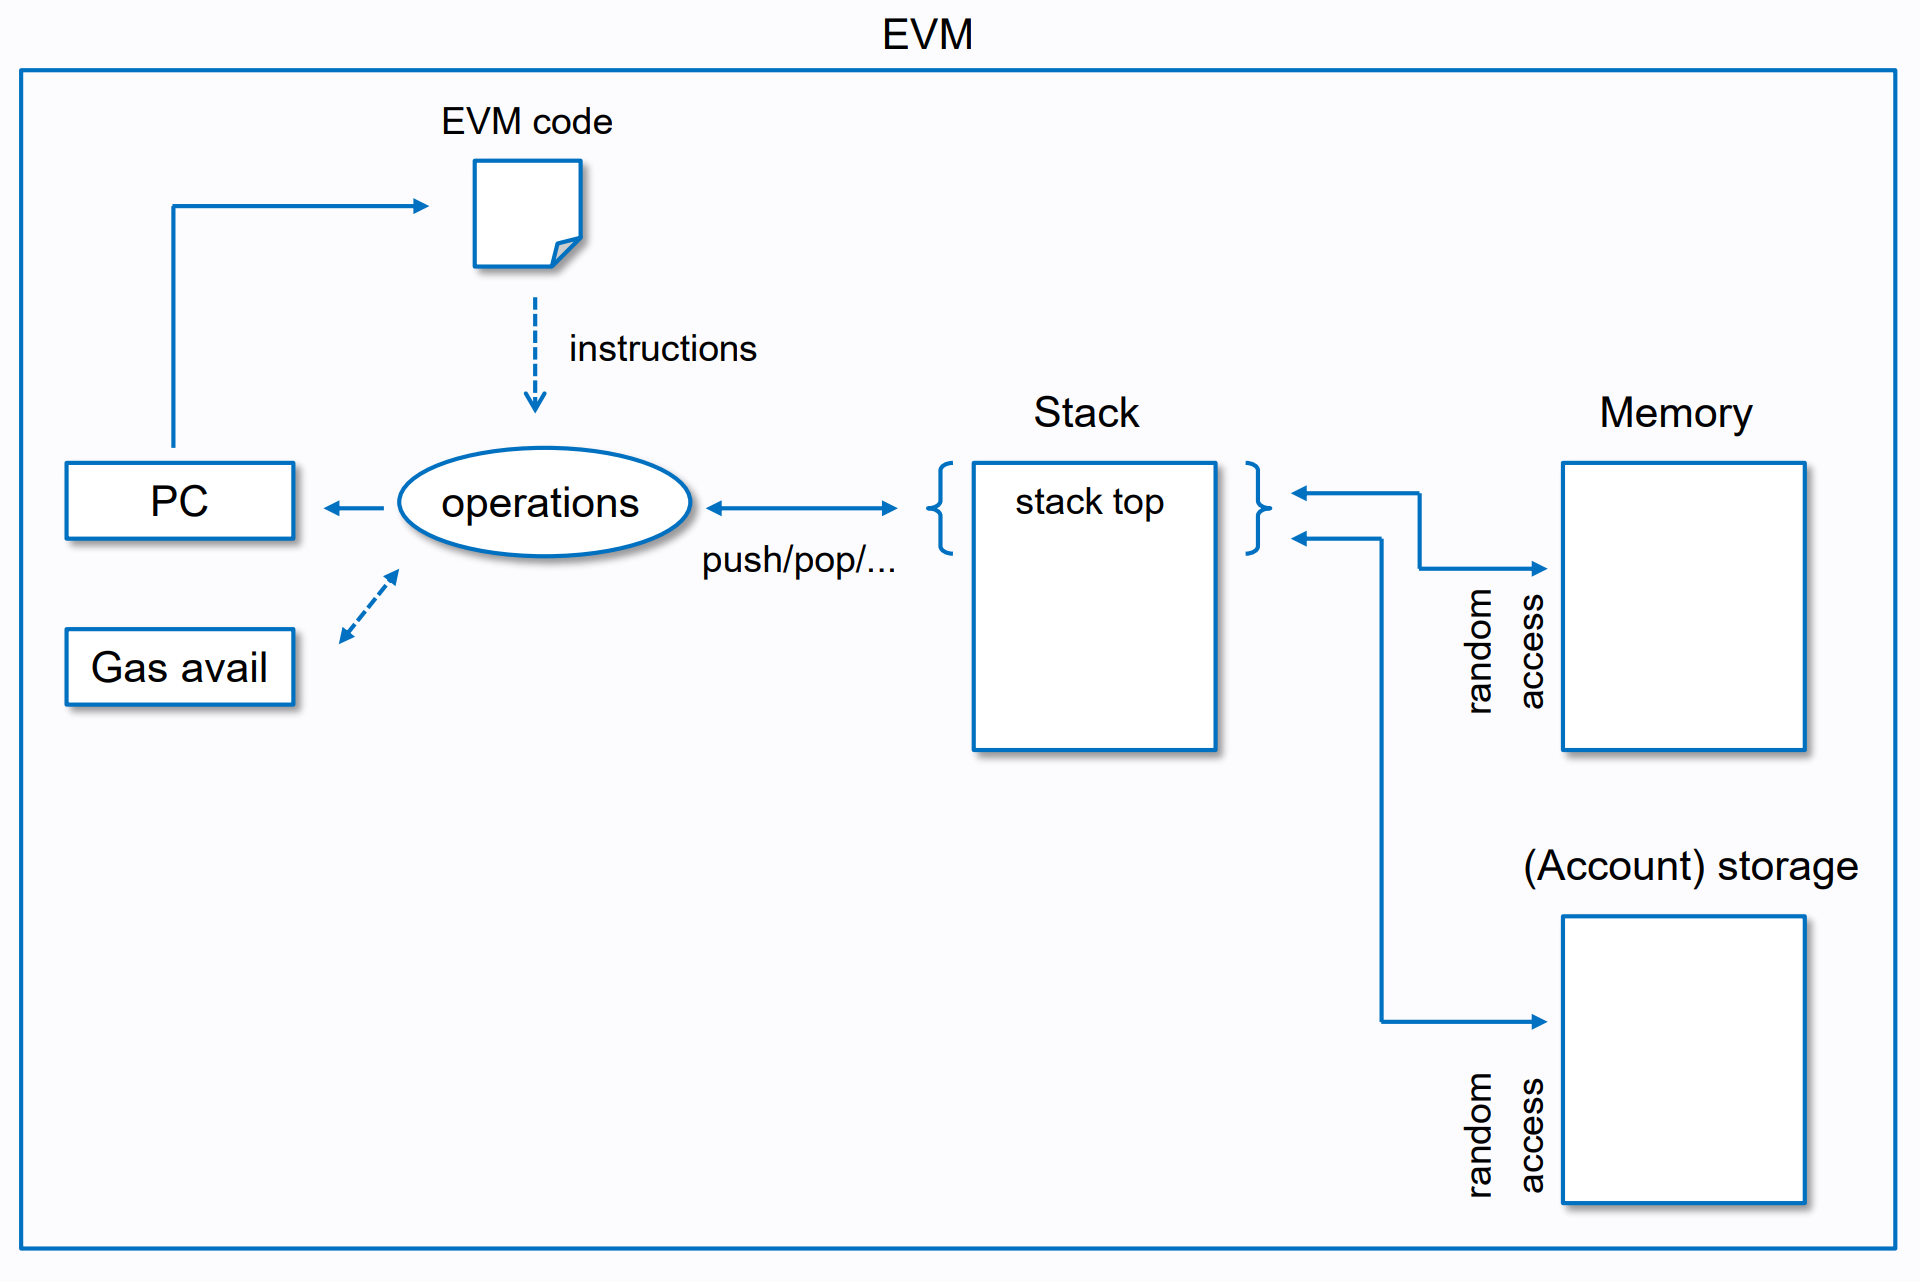 EVM
EVM code
instructions
PC
operations
push/pop/...
Gas avail
Stack
stack top
Memory
random
access
(Account) storage
random
access